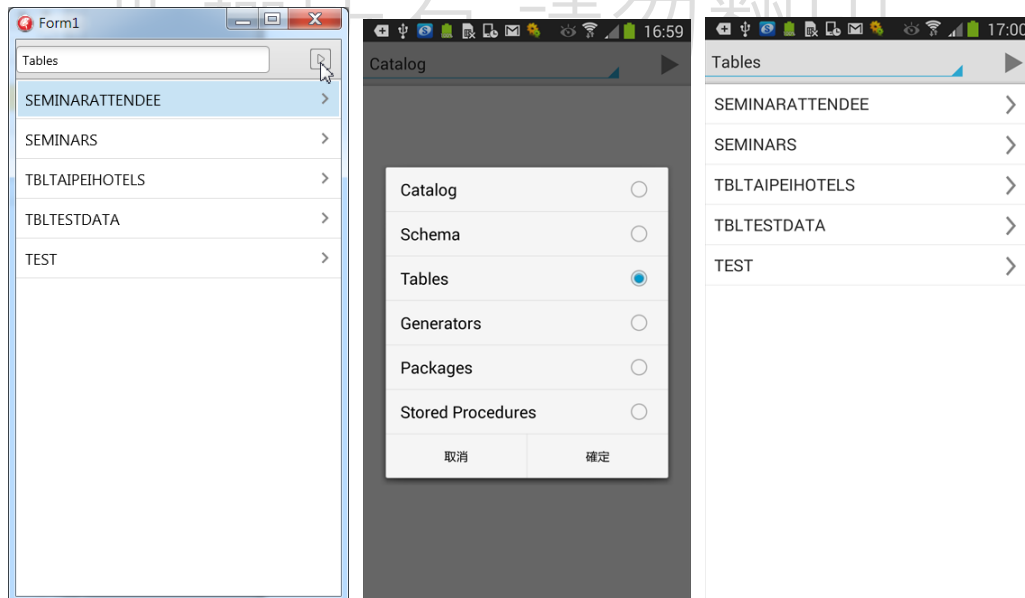 Form1
Tables
SEMINARATTENDEE
SEMINARS
TBLTAIPEIHOTELS
TBLTESTDATA
TEST
16:59
Catalog
Catalog
Schema
Tables
Generators
Packages
Stored Procedures
取消
確定
17:00
Tables
SEMINARATTENDEE
SEMINARS
TBLTAIPEIHOTELS
TBLTESTDATA
TEST